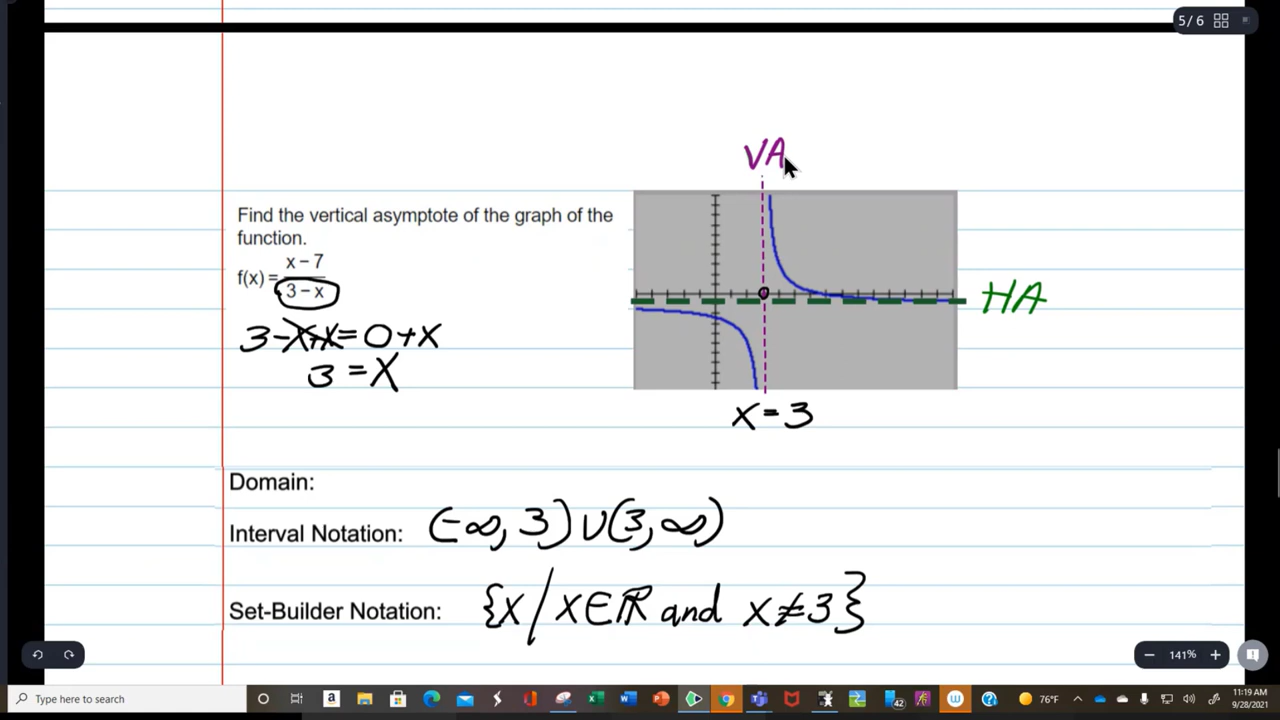 5/6
VA
Find the vertical asymptote of the graph of the
function.
x − 7
f(x) =
3 − x
3-x+x=0+x
3 =X
HA
x=3
Domain:
Interval Notation: (-∞, 3) ∪ (3, ∞)
Set-Builder Notation: {x / x∈ℝ and x≠3}
141%
Type here to search
42
76°F
11:19 AM
9/28/2021